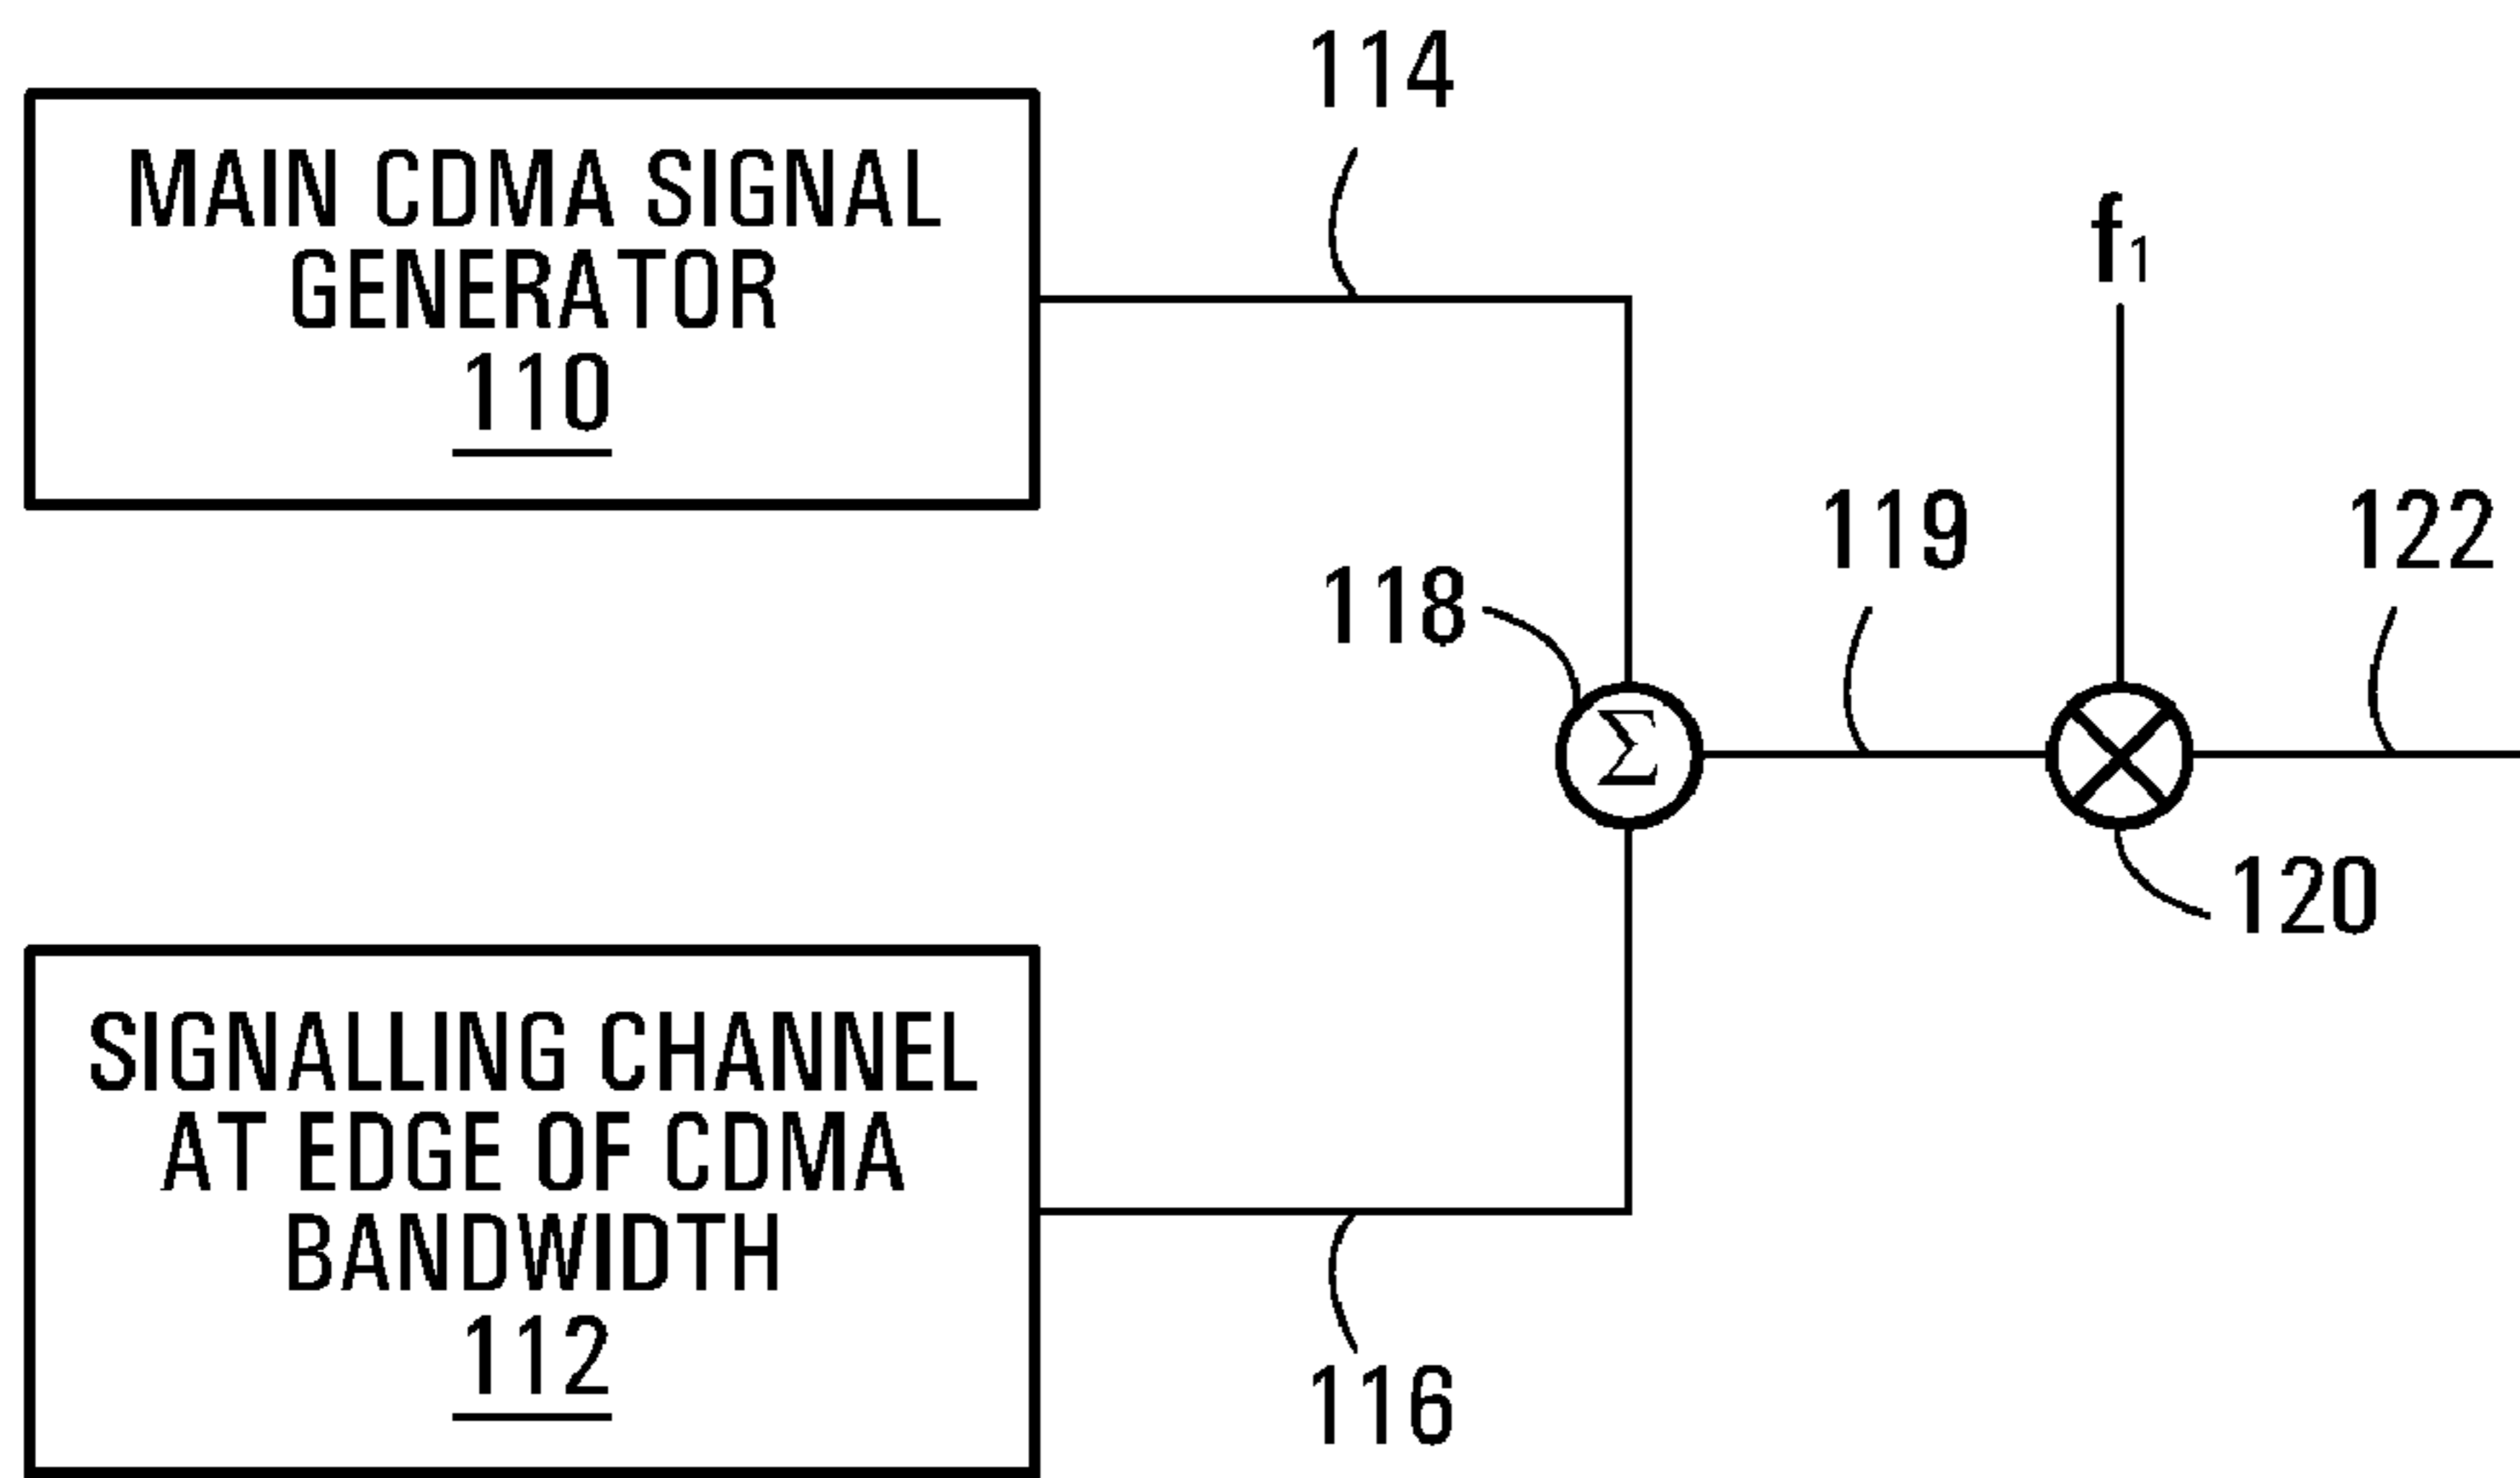 MAIN CDMA SIGNAL
GENERATOR
110
114
f₁
118
Σ
119
122
120
SIGNALLING CHANNEL
AT EDGE OF CDMA
BANDWIDTH
112
116